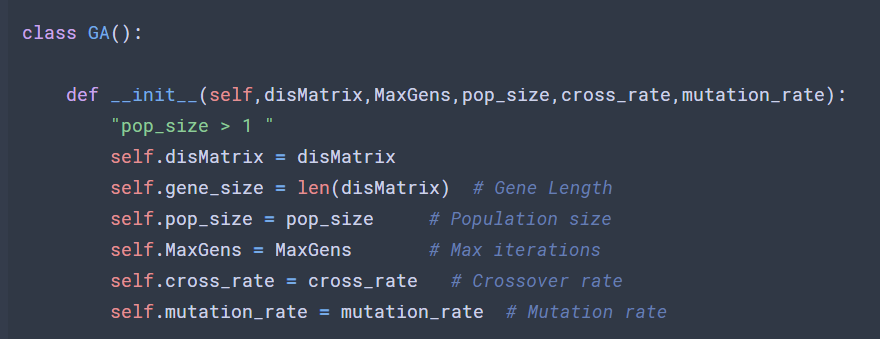 class GA():
def __init__(self,disMatrix,MaxGens,pop_size,cross_rate,mutation_rate):
"pop_size > 1 "
self.disMatrix = disMatrix
self.gene_size = len(disMatrix)  # Gene Length
self.pop_size = pop_size     # Population size
self.MaxGens = MaxGens       # Max iterations
self.cross_rate = cross_rate   # Crossover rate
self.mutation_rate = mutation_rate  # Mutation rate